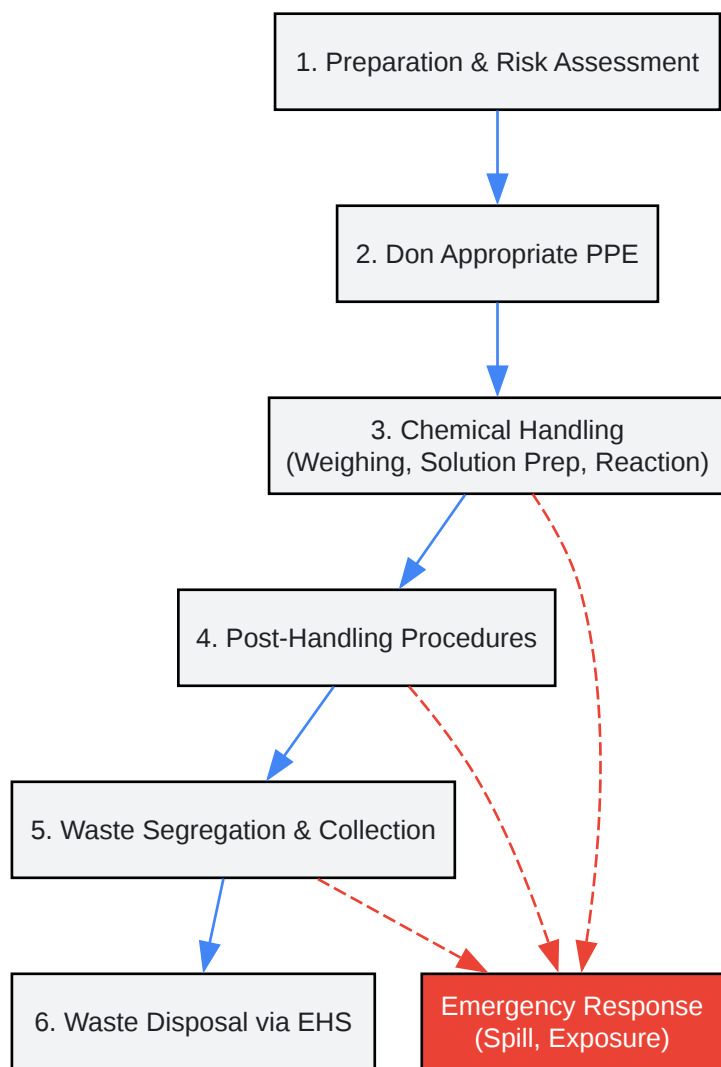 1. Preparation & Risk Assessment
2. Don Appropriate PPE
3. Chemical Handling
(Weighing, Solution Prep, Reaction)
4. Post-Handling Procedures
5. Waste Segregation & Collection
6. Waste Disposal via EHS
Emergency Response
(Spill, Exposure)